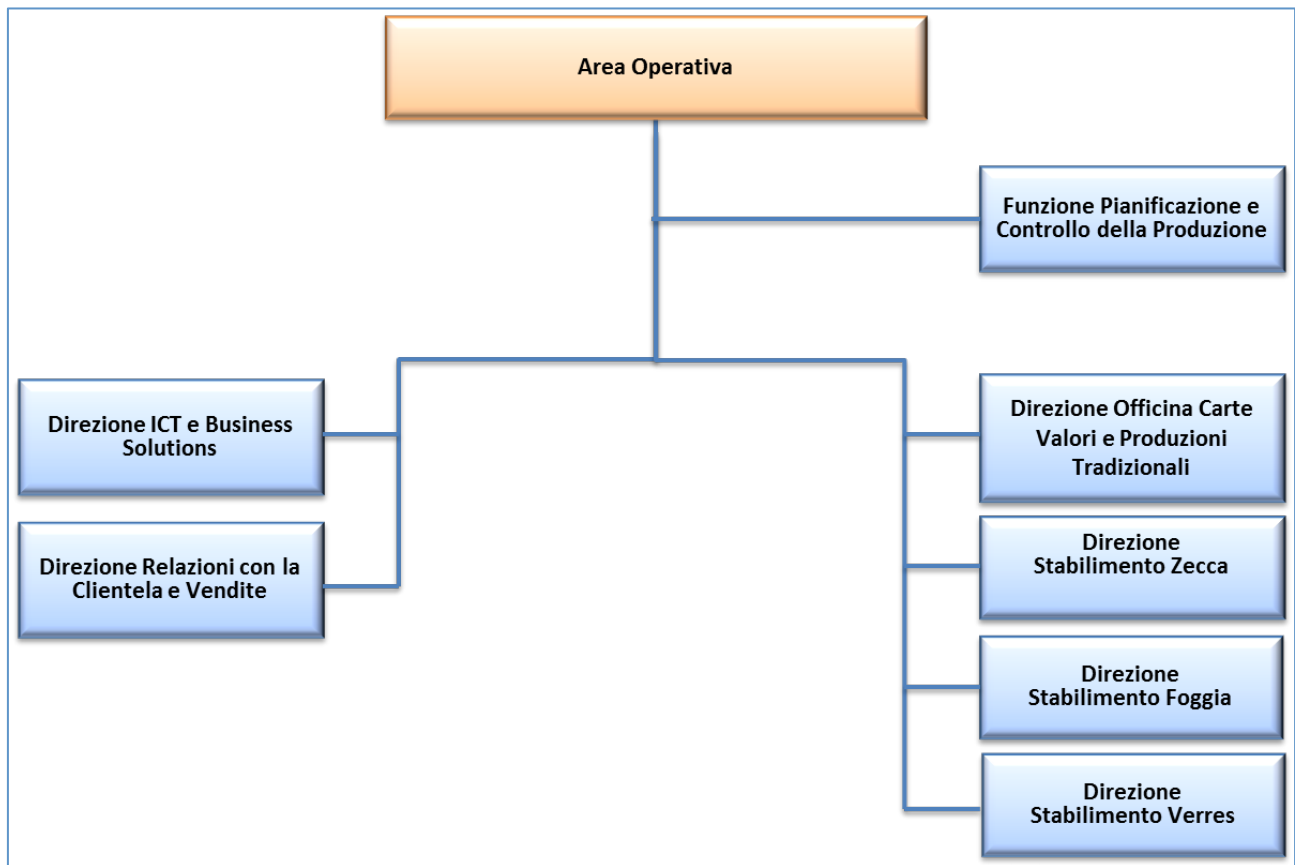 Area Operativa
Funzione Pianificazione e
Controllo della Produzione
Direzione ICT e Business
Solutions
Direzione Relazioni con la
Clientela e Vendite
Direzione Officina Carte
Valori e Produzioni
Tradizionali
Direzione
Stabilimento Zecca
Direzione
Stabilimento Foggia
Direzione
Stabilimento Verres